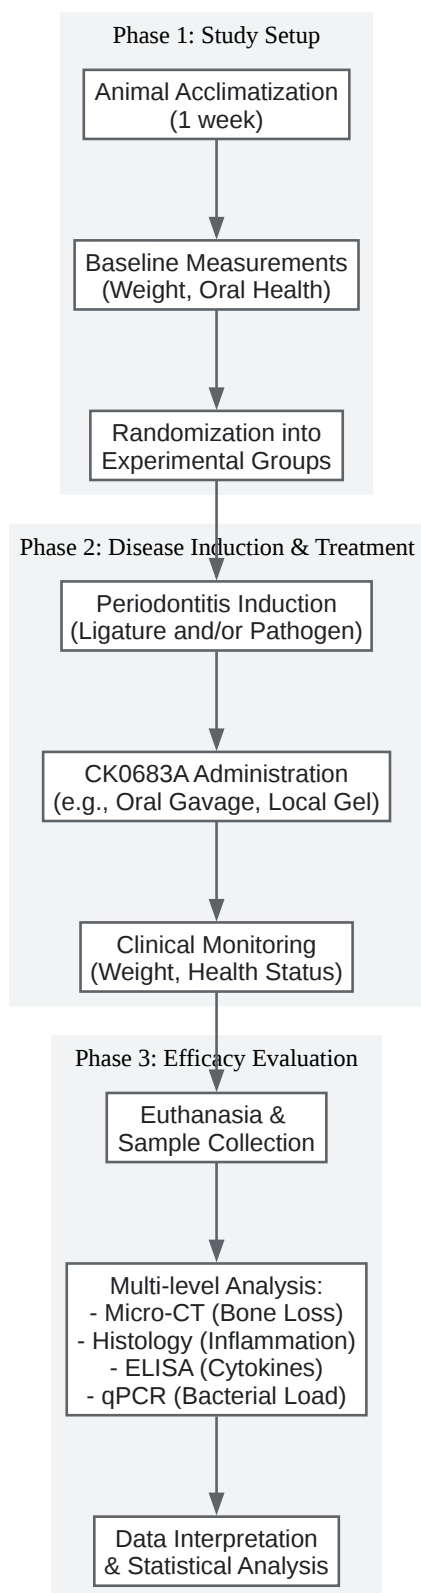 Phase 1: Study Setup
Animal Acclimatization
(1 week)
Baseline Measurements
(Weight, Oral Health)
Randomization into
Experimental Groups
Phase 2: Disease Induction & Treatment
Periodontitis Induction
(Ligature and/or Pathogen)
CK0683A Administration
(e.g., Oral Gavage, Local Gel)
Clinical Monitoring
(Weight, Health Status)
Phase 3: Efficacy Evaluation
Euthanasia &
Sample Collection
Multi-level Analysis:
- Micro-CT (Bone Loss)
- Histology (Inflammation)
- ELISA (Cytokines)
- qPCR (Bacterial Load)
Data Interpretation
& Statistical Analysis